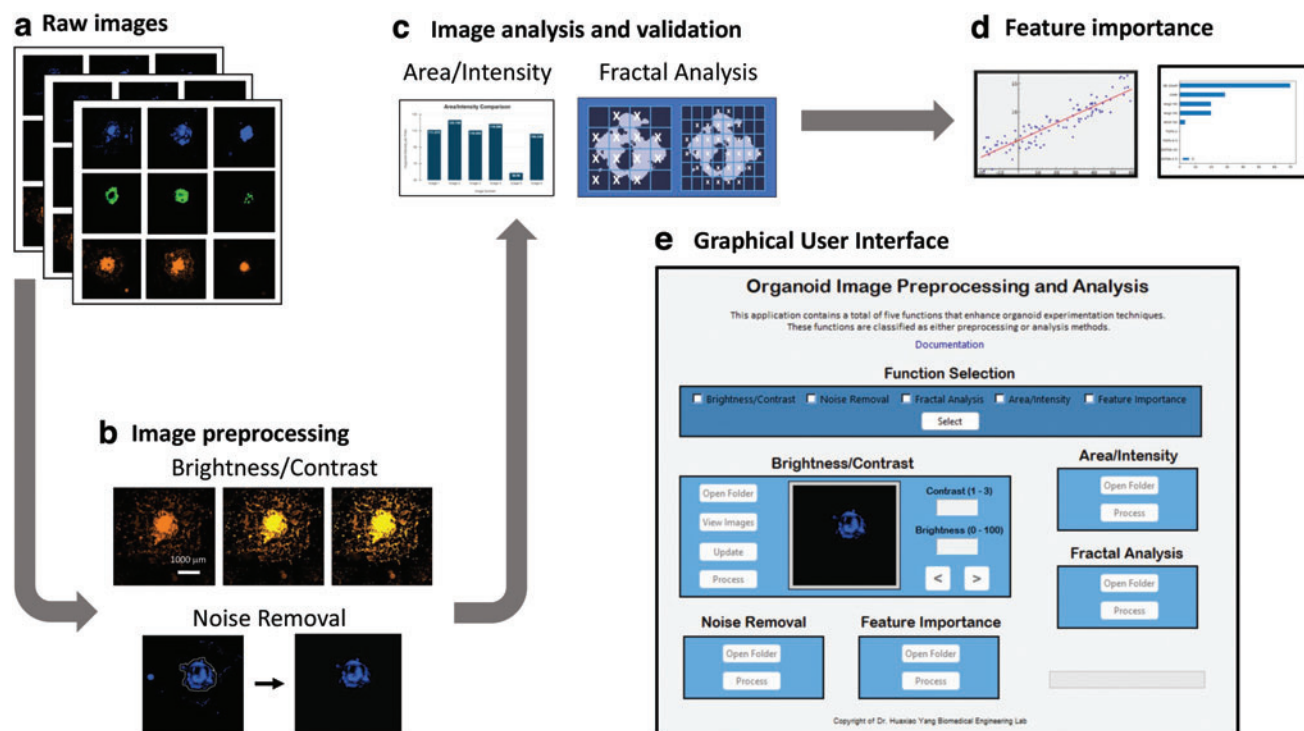 a Raw images
b Image preprocessing
Brightness/Contrast
1000 μm
Noise Removal
c Image analysis and validation
Area/Intensity
Fractal Analysis
Area/Intensity Comparison
X X
X X X X
X X
X X X X
X X X
d Feature importance
e Graphical User Interface
Organoid Image Preprocessing and Analysis
This application contains a total of five functions that enhance organoid experimentation techniques.
These functions are classified as either preprocessing or analysis methods.
Documentation
Function Selection
Brightness/Contrast Noise Removal Fractal Analysis Area/Intensity Feature Importance
Select
Brightness/Contrast
Open Folder
View Images
Update
Process
Contrast (1 - 3)
Brightness (0 - 100)
< >
Area/Intensity
Open Folder
Process
Fractal Analysis
Open Folder
Process
Noise Removal
Open Folder
Process
Feature Importance
Open Folder
Process
Copyright of Dr. Huaxiao Yang Biomedical Engineering Lab